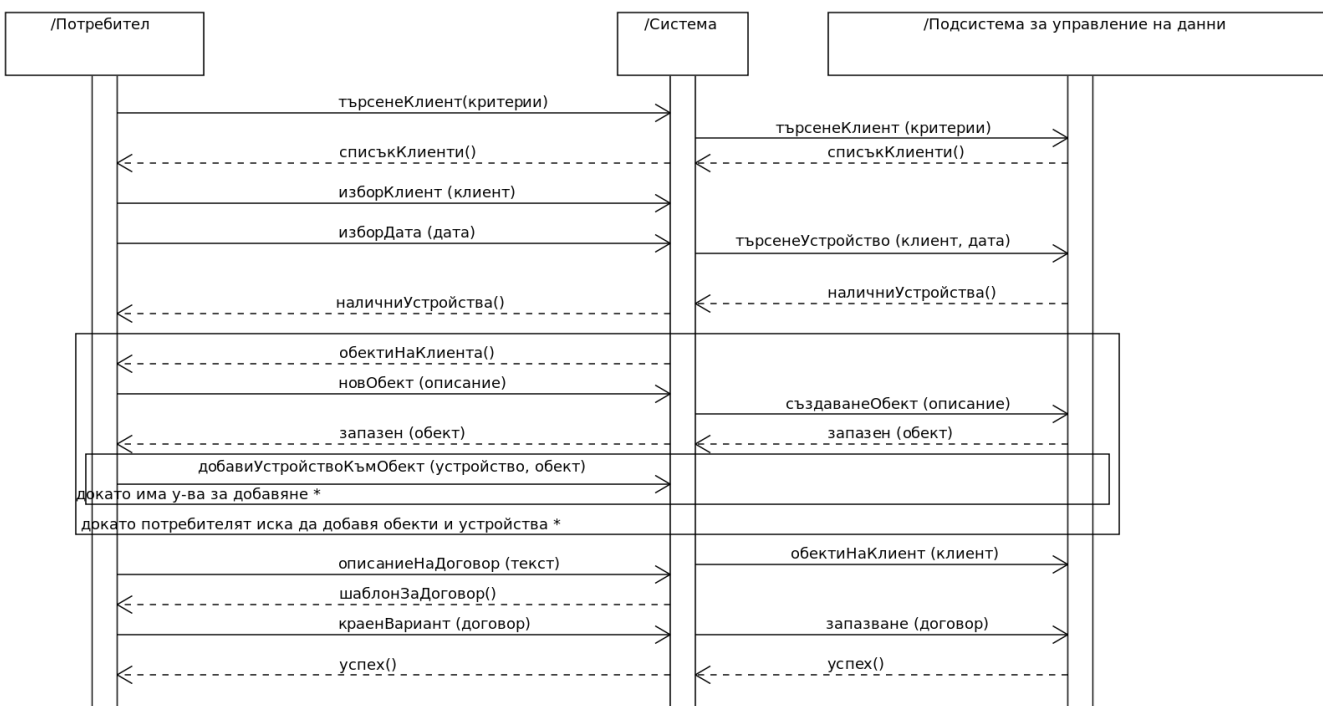 /Потребител
/Система
/Подсистема за управление на данни
търсенеКлиент(критерии)
търсенеКлиент (критерии)
списъкКлиенти()
списъкКлиенти()
изборКлиент (клиент)
изборДата (дата)
търсенеУстройство (клиент, дата)
наличниУстройства()
наличниУстройства()
обектиНаКлиента()
новОбект (описание)
създаванеОбект (описание)
запазен (обект)
запазен (обект)
добавиУстройствоКъмОбект (устройство, обект)
докато има у-ва за добавяне *
докато потребителят иска да добавя обекти и устройства *
обектиНаКлиент (клиент)
описаниеНаДоговор (текст)
шаблонЗаДоговор()
краенВариант (договор)
запазване (договор)
успех()
успех()